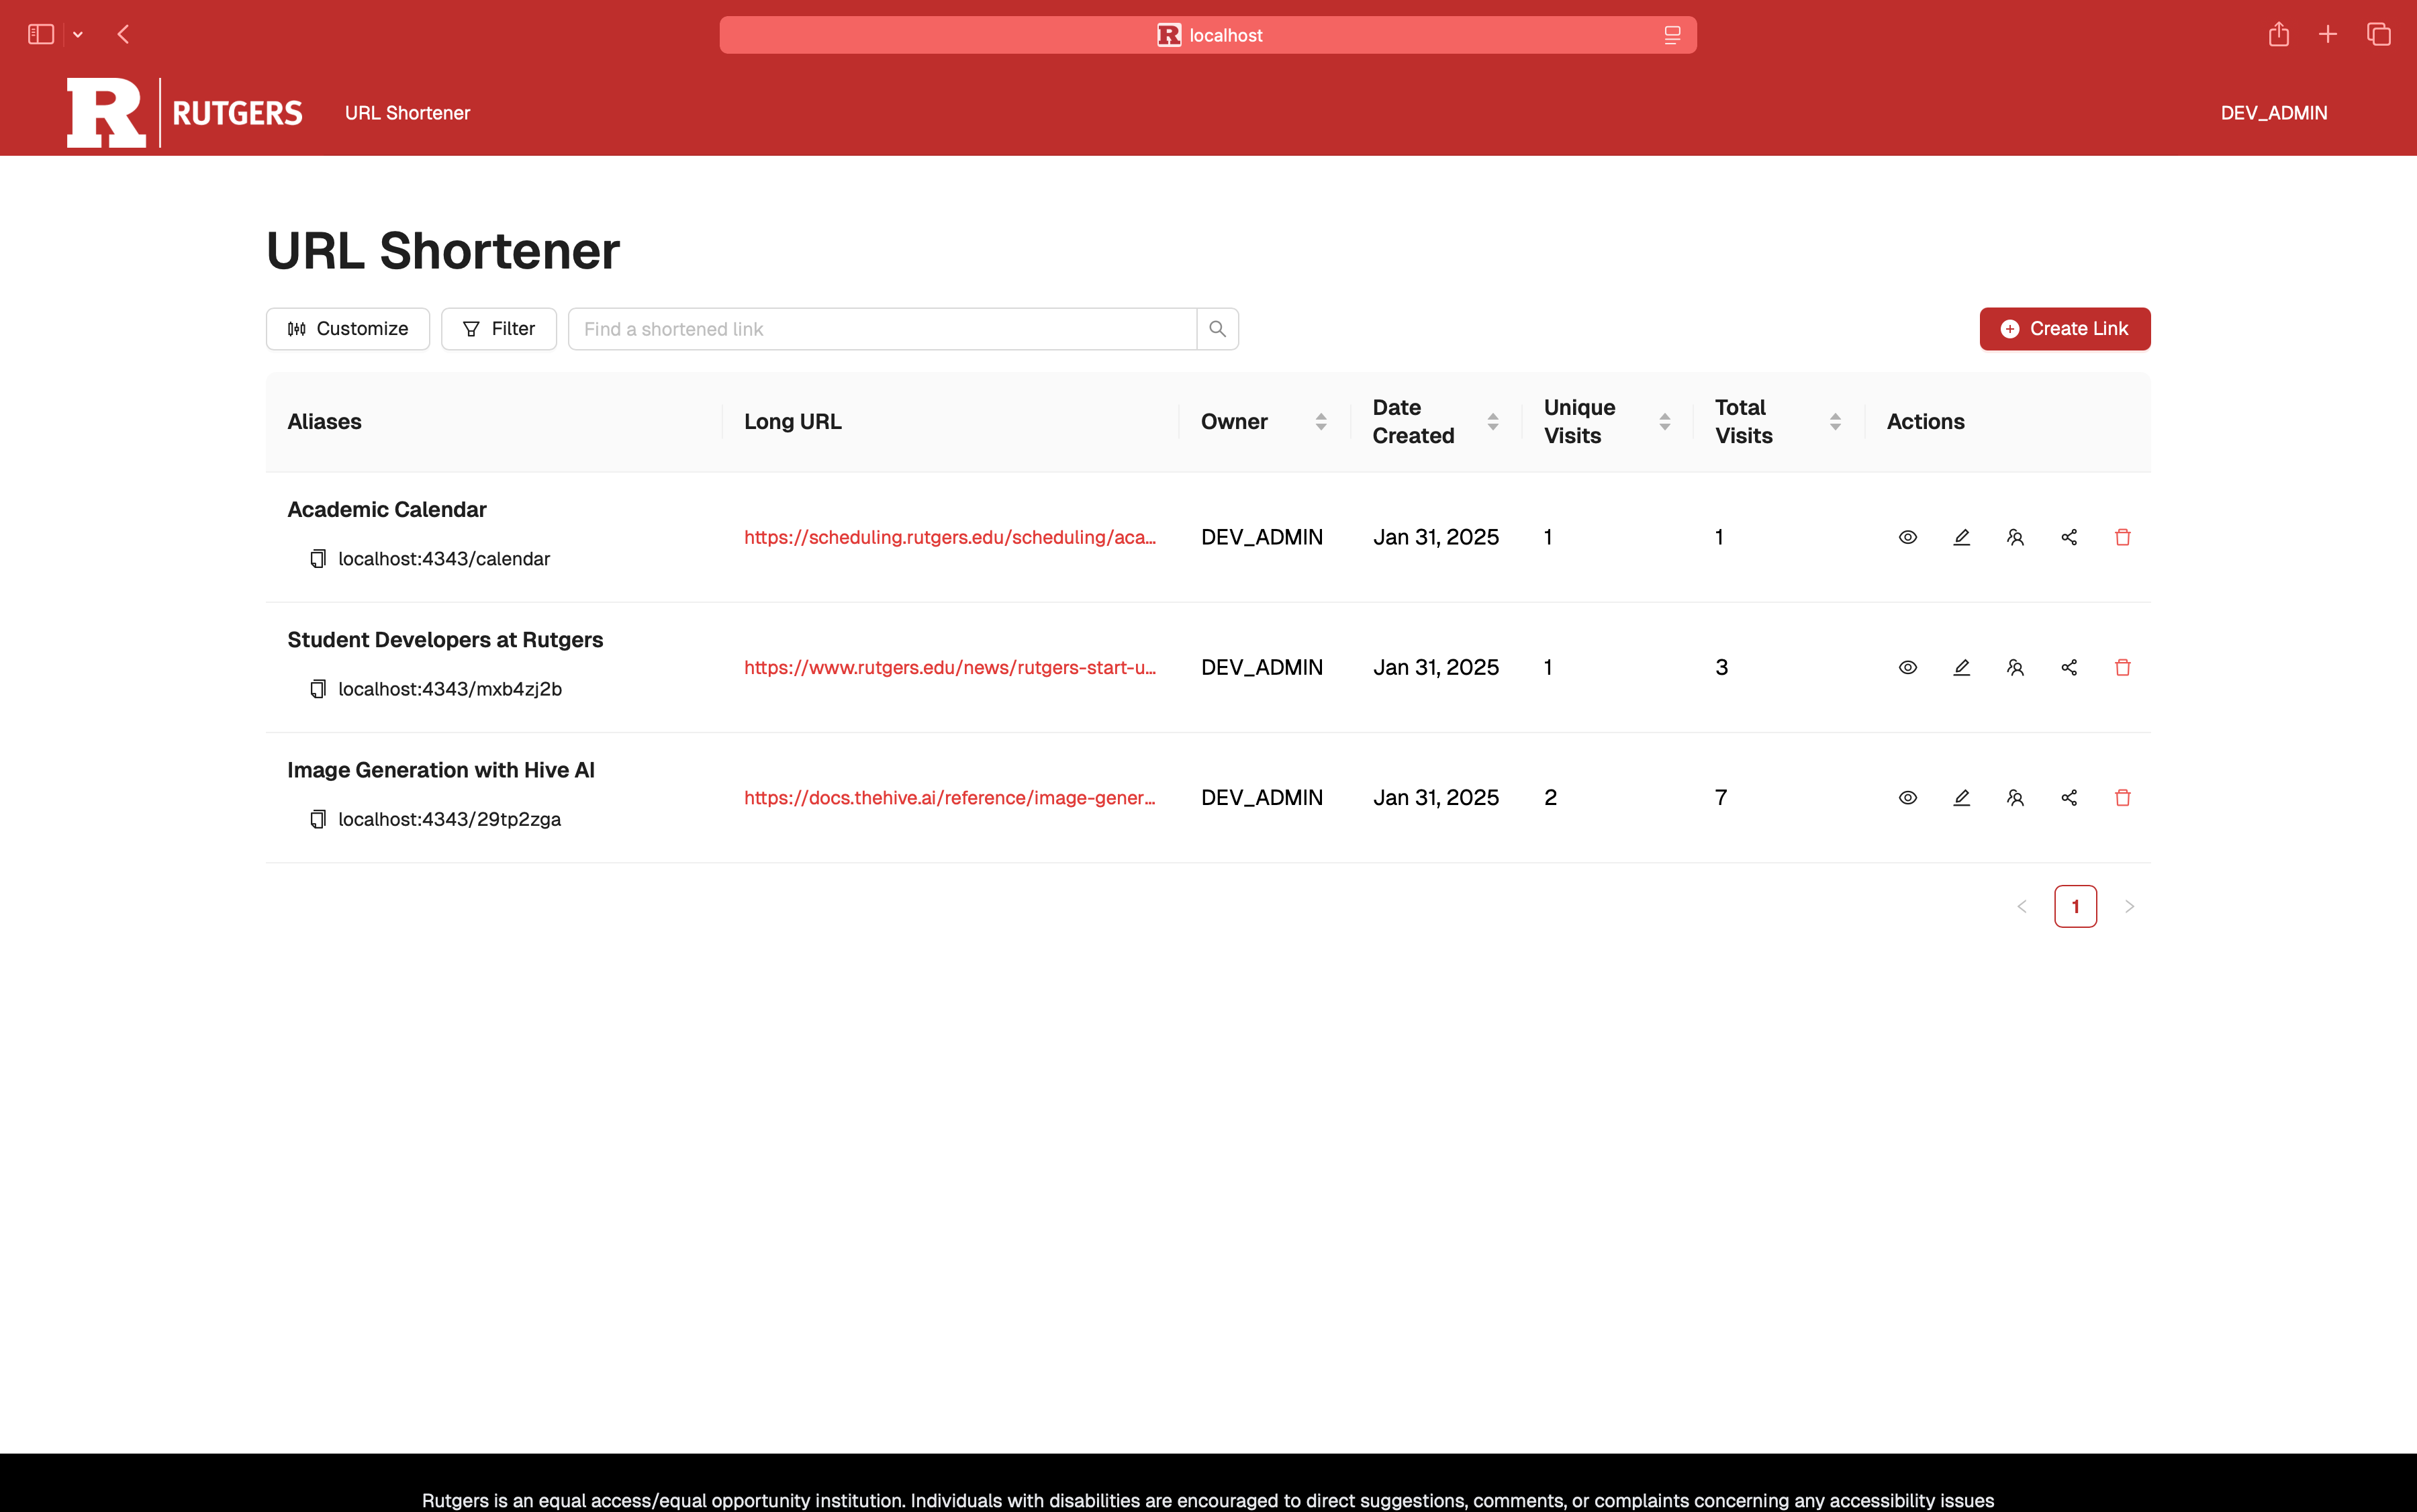 localhost
R RUTGERS URL Shortener DEV_ADMIN
URL Shortener
Customize Filter Find a shortened link Create Link
Aliases Long URL Owner Date Created Unique Visits Total Visits Actions
Academic Calendar
localhost:4343/calendar
https://scheduling.rutgers.edu/scheduling/aca... DEV_ADMIN Jan 31, 2025 1 1
Student Developers at Rutgers
localhost:4343/mxb4zj2b
https://www.rutgers.edu/news/rutgers-start-u... DEV_ADMIN Jan 31, 2025 1 3
Image Generation with Hive AI
localhost:4343/29tp2zga
https://docs.thehive.ai/reference/image-gener... DEV_ADMIN Jan 31, 2025 2 7
1
Rutgers is an equal access/equal opportunity institution. Individuals with disabilities are encouraged to direct suggestions, comments, or complaints concerning any accessibility issues